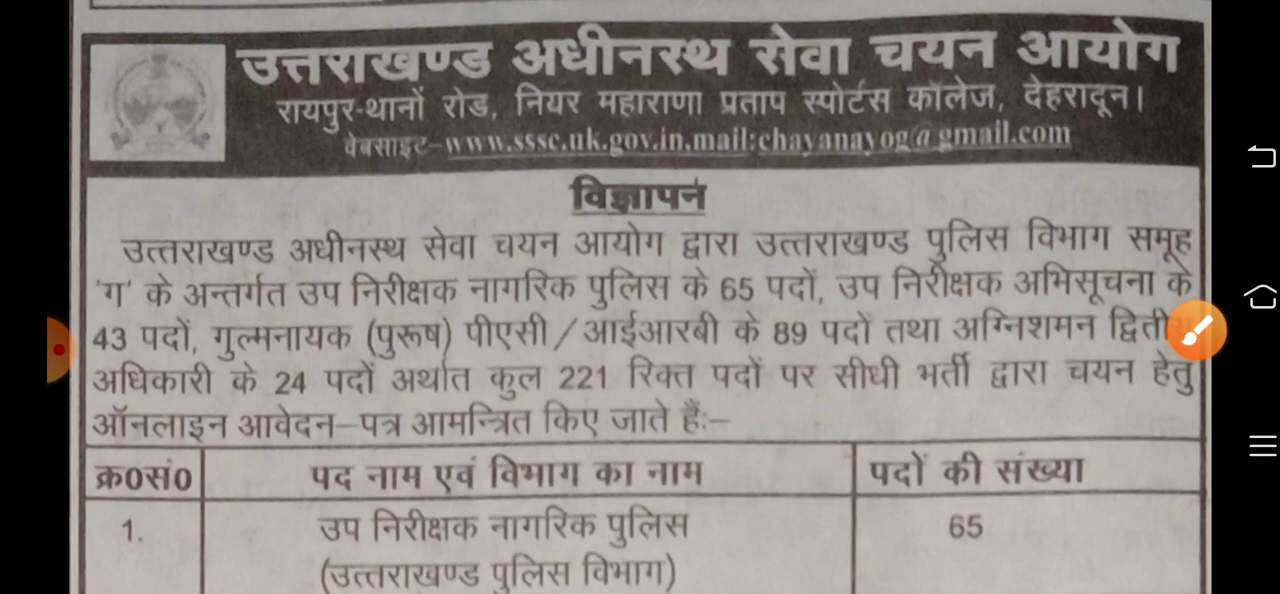 उत्तराखण्ड अधीनस्थ सेवा चयन आयोग
रायपुर-थानों रोड, नियर महाराणा प्रताप स्पोर्टस कॉलेज, देहरादून।
वेबसाइट-www.sssc.uk.gov.in,mail:chayanayog@gmail.com
विज्ञापन
उत्तराखण्ड अधीनस्थ सेवा चयन आयोग द्वारा उत्तराखण्ड पुलिस विभाग समूह
'ग' के अन्तर्गत उप निरीक्षक नागरिक पुलिस के 65 पदों, उप निरीक्षक अभिसूचना के
43 पदों, गुल्मनायक (पुरूष) पीएसी/आईआरबी के 89 पदों तथा अग्निशमन
अधिकारी के 24 पदों अर्थात कुल 221 रिक्त पदों पर सीधी भर्ती द्वारा चयन हेतु
ऑनलाइन आवेदन-पत्र आमन्त्रित किए जाते हैं:-
क्र०सं० पद नाम एवं विभाग का नाम पदों की संख्या
1. उप निरीक्षक नागरिक पुलिस 65
(उत्तराखण्ड पुलिस विभाग)